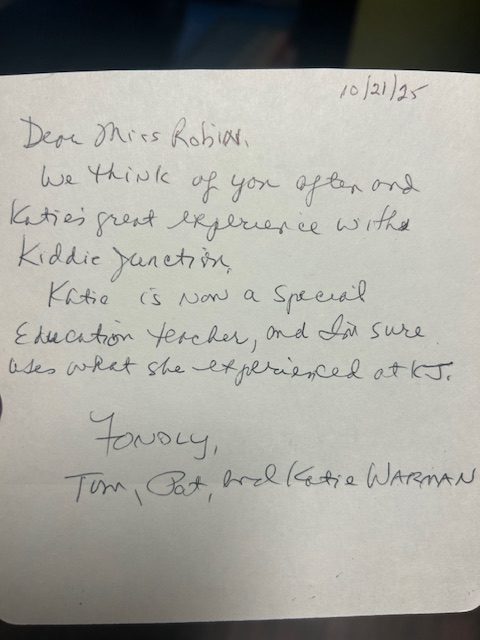 10/21/25
Dear Miss Robin,
We think of you often and
Katie's great experience with
Kiddie Junction.
Katie is now a Special
Education teacher, and I'm sure
uses what she experienced at KJ.
Fondly,
Tom, Pat, and Katie WARMAN